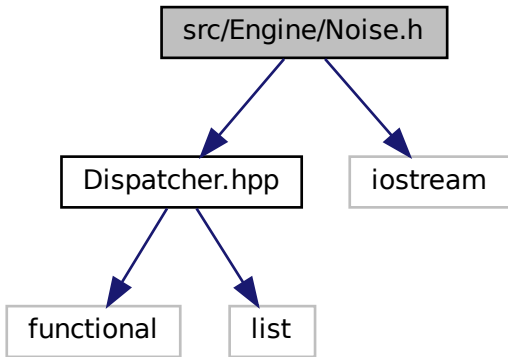 src/Engine/Noise.h
Dispatcher.hpp
iostream
functional
list